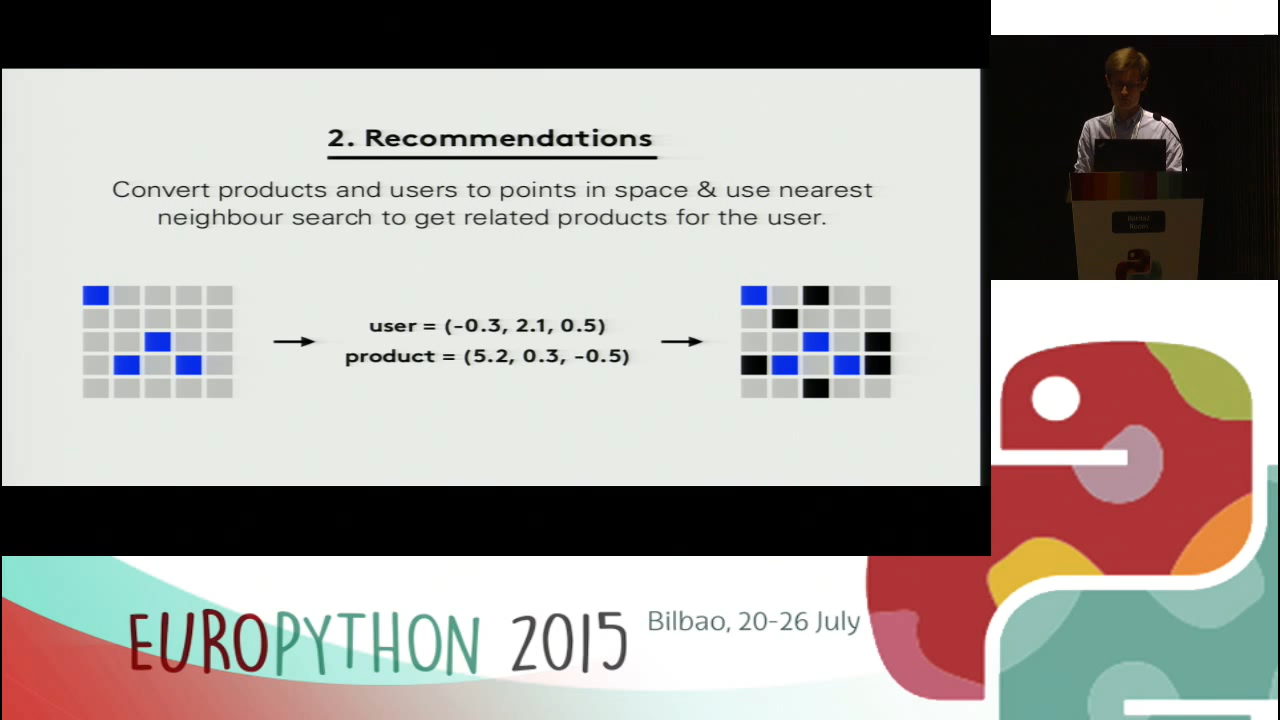 2. Recommendations
Convert products and users to points in space & use nearest
neighbour search to get related products for the user.
user = (-0.3, 2.1, 0.5)
product = (5.2, 0.3, -0.5)
EUROPYTHON 2015
Bilbao, 20-26 July